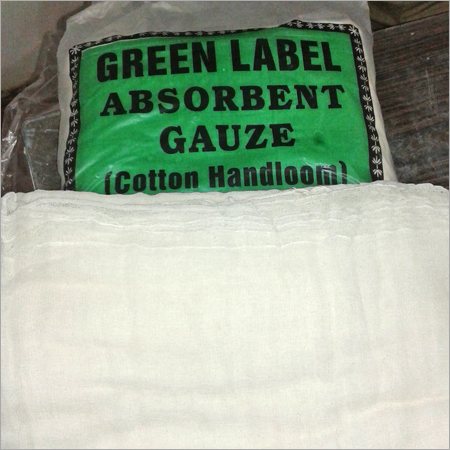 GREEN LABEL
ABSORBENT
GAUZE
(Cotton Handloom)